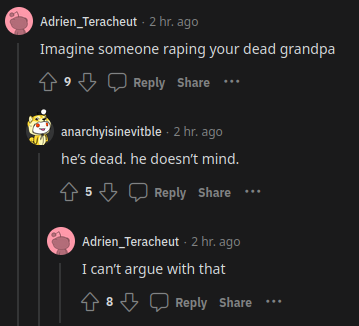 Adrien_Teracheut · 2 hr. ago
Imagine someone raping your dead grandpa
9 Reply Share ···
anarchyisinevitble · 2 hr. ago
he's dead. he doesn't mind.
5 Reply Share ···
Adrien_Teracheut · 2 hr. ago
I can't argue with that
8 Reply Share ···